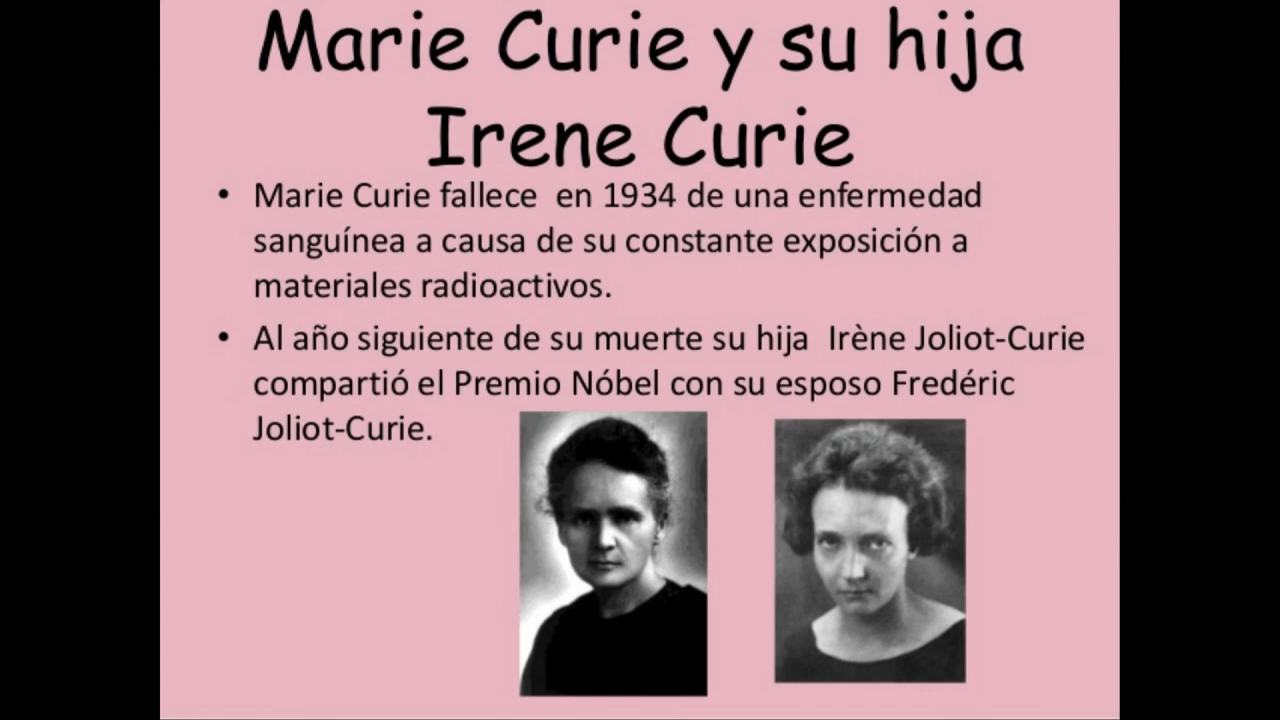 Marie Curie y su hija
Irene Curie
• Marie Curie fallece  en 1934 de una enfermedad
sanguínea a causa de su constante exposición a
materiales radioactivos.
• Al año siguiente de su muerte su hija  Irène Joliot-Curie
compartió el Premio Nóbel con su esposo Fredéric
Joliot-Curie.